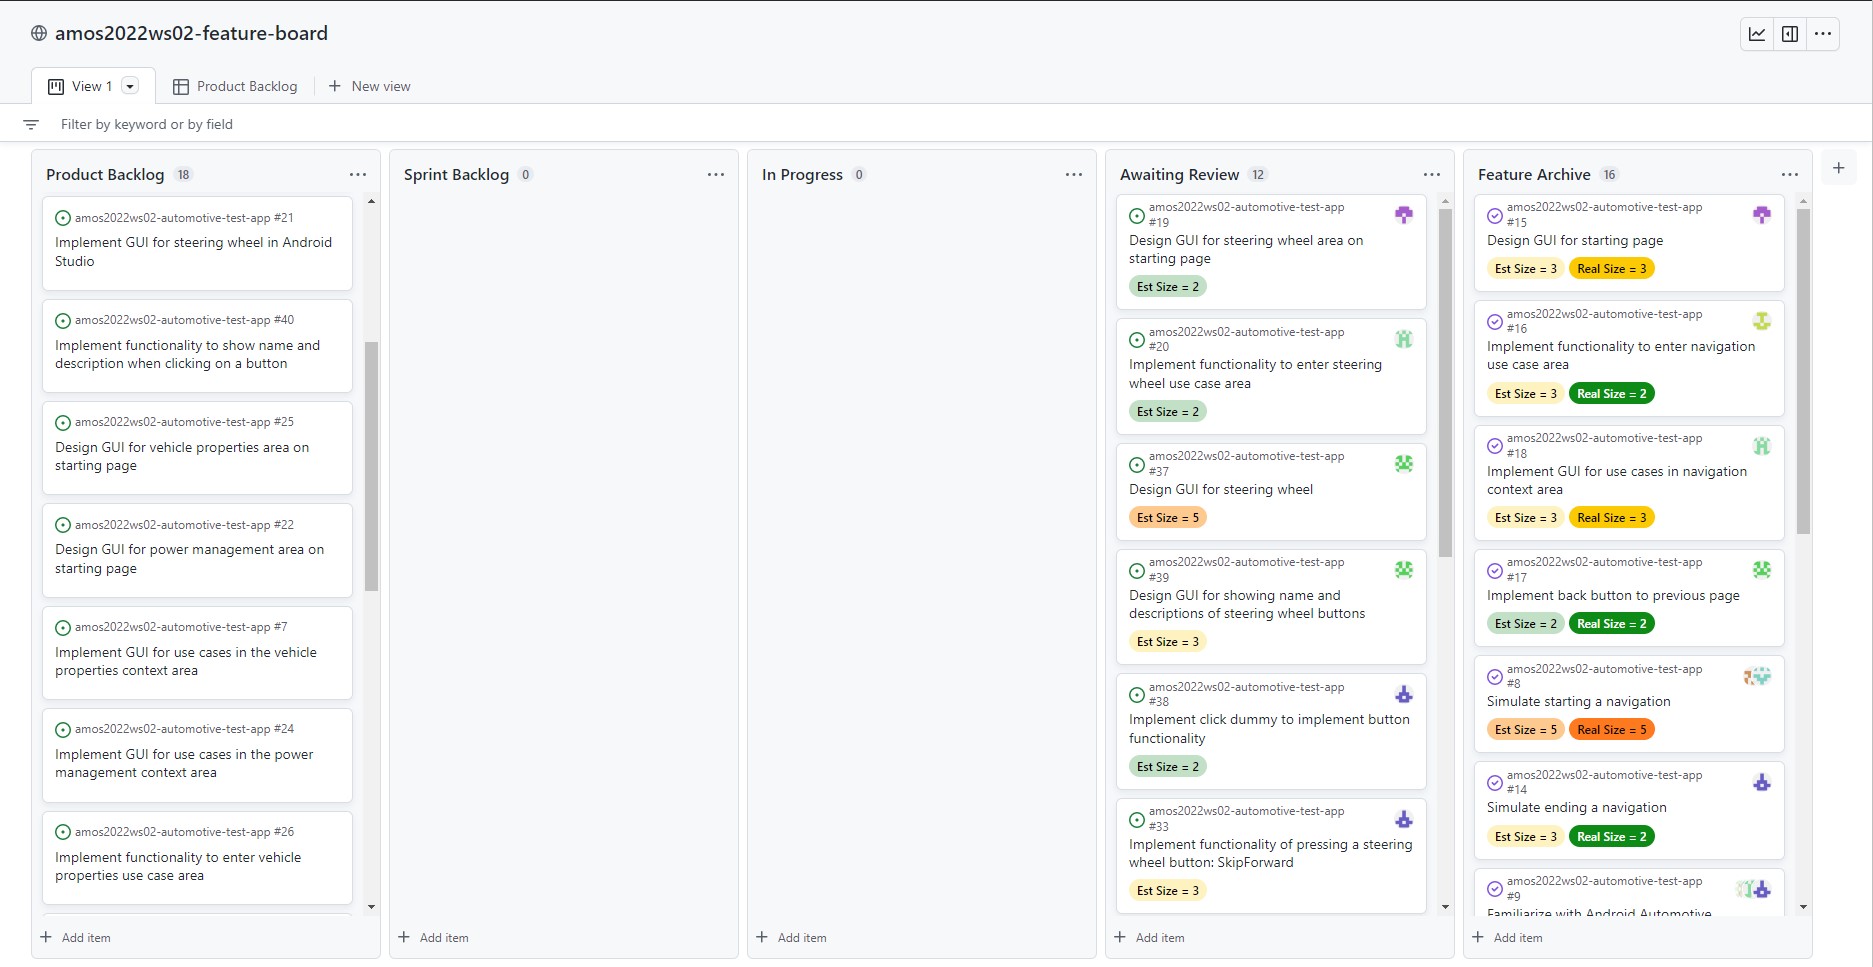 amos2022ws02-feature-board
View 1
Product Backlog
New view
Filter by keyword or by field
Product Backlog 18
amos2022ws02-automotive-test-app #21
Implement GUI for steering wheel in Android
Studio
amos2022ws02-automotive-test-app #40
Implement functionality to show name and
description when clicking on a button
amos2022ws02-automotive-test-app #25
Design GUI for vehicle properties area on
starting page
amos2022ws02-automotive-test-app #22
Design GUI for power management area on
starting page
amos2022ws02-automotive-test-app #7
Implement GUI for use cases in the vehicle
properties context area
amos2022ws02-automotive-test-app #24
Implement GUI for use cases in the power
management context area
amos2022ws02-automotive-test-app #26
Implement functionality to enter vehicle
properties use case area
Add item
Sprint Backlog 0
Add item
In Progress 0
Add item
Awaiting Review 12
amos2022ws02-automotive-test-app
#19
Design GUI for steering wheel area on
starting page
Est Size = 2
amos2022ws02-automotive-test-app
#20
Implement functionality to enter steering
wheel use case area
Est Size = 2
amos2022ws02-automotive-test-app
#37
Design GUI for steering wheel
Est Size = 5
amos2022ws02-automotive-test-app
#39
Design GUI for showing name and
descriptions of steering wheel buttons
Est Size = 3
amos2022ws02-automotive-test-app
#38
Implement click dummy to implement button
functionality
Est Size = 2
amos2022ws02-automotive-test-app
#33
Implement functionality of pressing a steering
wheel button: SkipForward
Est Size = 3
Add item
Feature Archive 16
amos2022ws02-automotive-test-app
#15
Design GUI for starting page
Est Size = 3 Real Size = 3
amos2022ws02-automotive-test-app
#16
Implement functionality to enter navigation
use case area
Est Size = 3 Real Size = 2
amos2022ws02-automotive-test-app
#18
Implement GUI for use cases in navigation
context area
Est Size = 3 Real Size = 3
amos2022ws02-automotive-test-app
#17
Implement back button to previous page
Est Size = 2 Real Size = 2
amos2022ws02-automotive-test-app
#8
Simulate starting a navigation
Est Size = 5 Real Size = 5
amos2022ws02-automotive-test-app
#14
Simulate ending a navigation
Est Size = 3 Real Size = 2
amos2022ws02-automotive-test-app
#9
Familiarize with Android Automotive
Add item